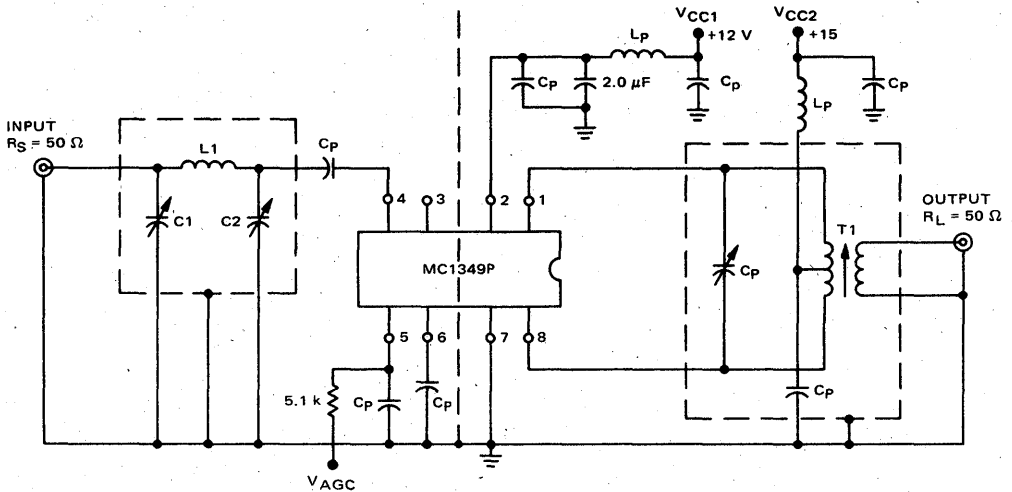 VCC1
+12 V
VCC2
+15
LP
CP
2.0 µF
Cp
LP
CP
INPUT
RS = 50 Ω
L1
CP
C1
C2
4
3
2
1
MC1349P
CP
T1
OUTPUT
RL = 50 Ω
5
6
7
8
5.1 k
CP
CP
CP
VAGC